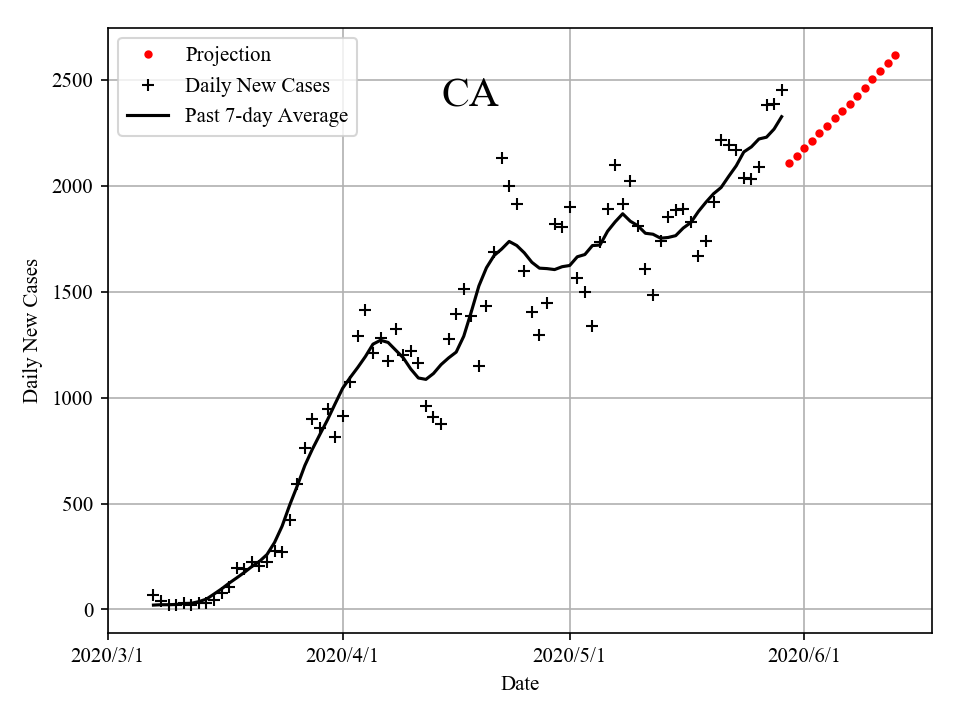 CA
Projection
Daily New Cases
Past 7-day Average
Daily New Cases
2500
2000
1500
1000
500
0
2020/3/1
2020/4/1
2020/5/1
2020/6/1
Date